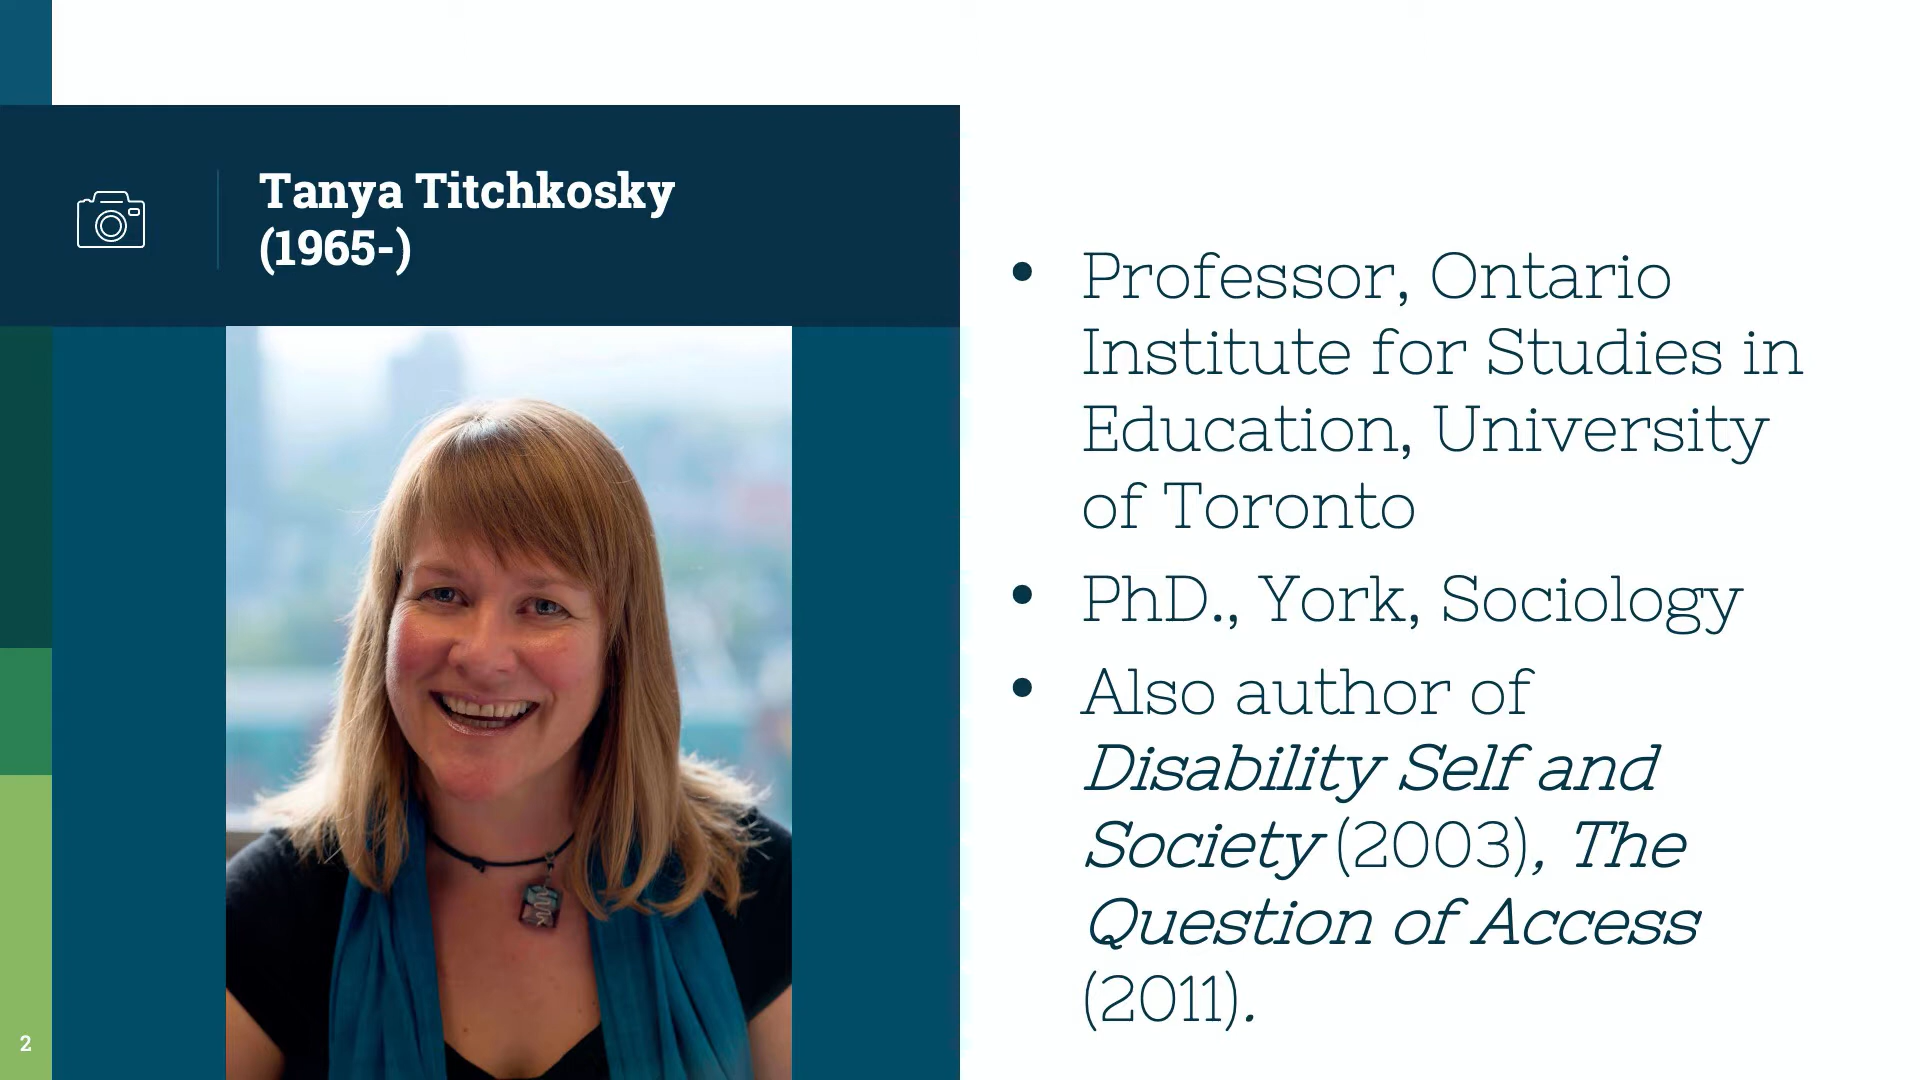 Tanya Titchkosky
(1965-)
• Professor, Ontario
Institute for Studies in
Education, University
of Toronto
• PhD., York, Sociology
• Also author of
Disability Self and
Society (2003), The
Question of Access
(2011).
2